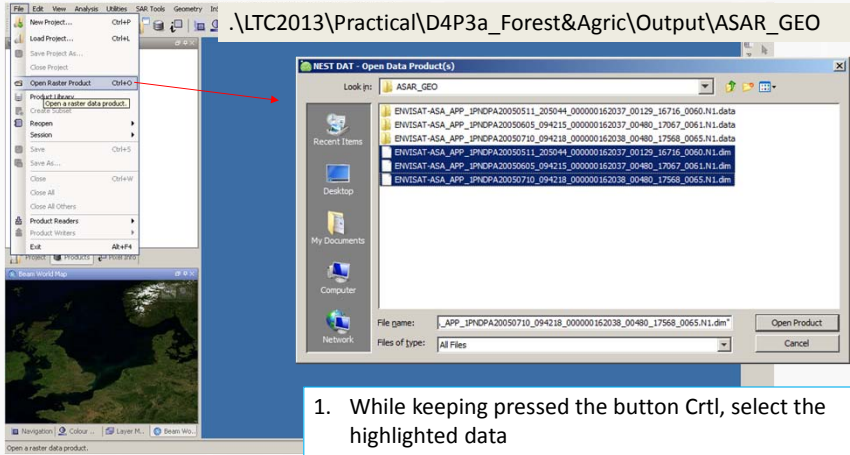 File Edit View Analysis Utilities SAR Tools Geometry
.\LTC2013\Practical\D4P3a_Forest&Agric\Output\ASAR_GEO
New Project... Ctrl+P
Load Project... Ctrl+L
Save Project As...
Close Project
Open Raster Product Ctrl+O
Product Library
Open a raster data product.
Create Subset
Reopen
Session
Save Ctrl+S
Save As...
Close Ctrl+W
Close All
Close All Others
Product Readers
Product Writers
Exit Alt+F4
Project Products Pixel Info
Beam World Map
Navigation Colour ... Layer M... Beam Wo...
Open a raster data product.
NEST DAT - Open Data Product(s)
Look in: ASAR_GEO
Recent Items
Desktop
My Documents
Computer
Network
ENVISAT-ASA_APP_1PNDPA20050511_205044_000000162037_00129_16716_0060.N1.data
ENVISAT-ASA_APP_1PNDPA20050605_094215_000000162037_00480_17067_0061.N1.data
ENVISAT-ASA_APP_1PNDPA20050710_094218_000000162038_00480_17568_0065.N1.data
ENVISAT-ASA_APP_1PNDPA20050511_205044_000000162037_00129_16716_0060.N1.dim
ENVISAT-ASA_APP_1PNDPA20050605_094215_000000162037_00480_17067_0061.N1.dim
ENVISAT-ASA_APP_1PNDPA20050710_094218_000000162038_00480_17568_0065.N1.dim
File name: _APP_1PNDPA20050710_094218_000000162038_00480_17568_0065.N1.dim" Open Product
Files of type: All Files Cancel
1. While keeping pressed the button Crtl, select the
highlighted data